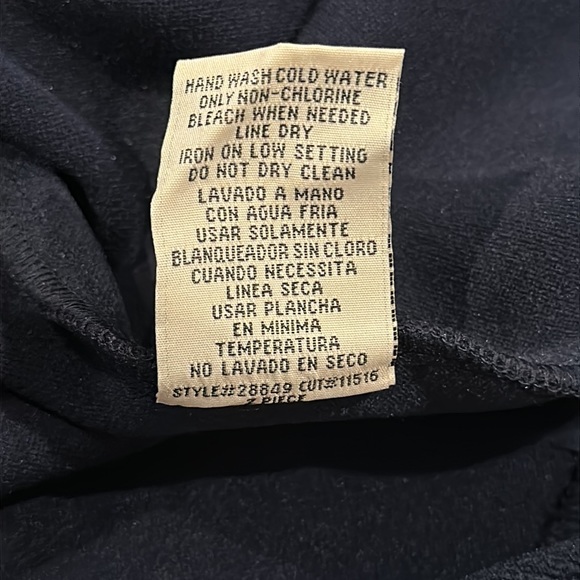 HAND WASH COLD WATER
ONLY NON-CHLORINE
BLEACH WHEN NEEDED
LINE DRY
IRON ON LOW SETTING
DO NOT DRY CLEAN
LAVADO A MANO
CON AGUA FRIA
USAR SOLAMENTE
BLANQUEADOR SIN CLORO
CUANDO NECESSITA
LINEA SECA
USAR PLANCHA
EN MINIMA
TEMPERATURA
NO LAVADO EN SECO
STYLE#28849 CUT#11516
PIECE